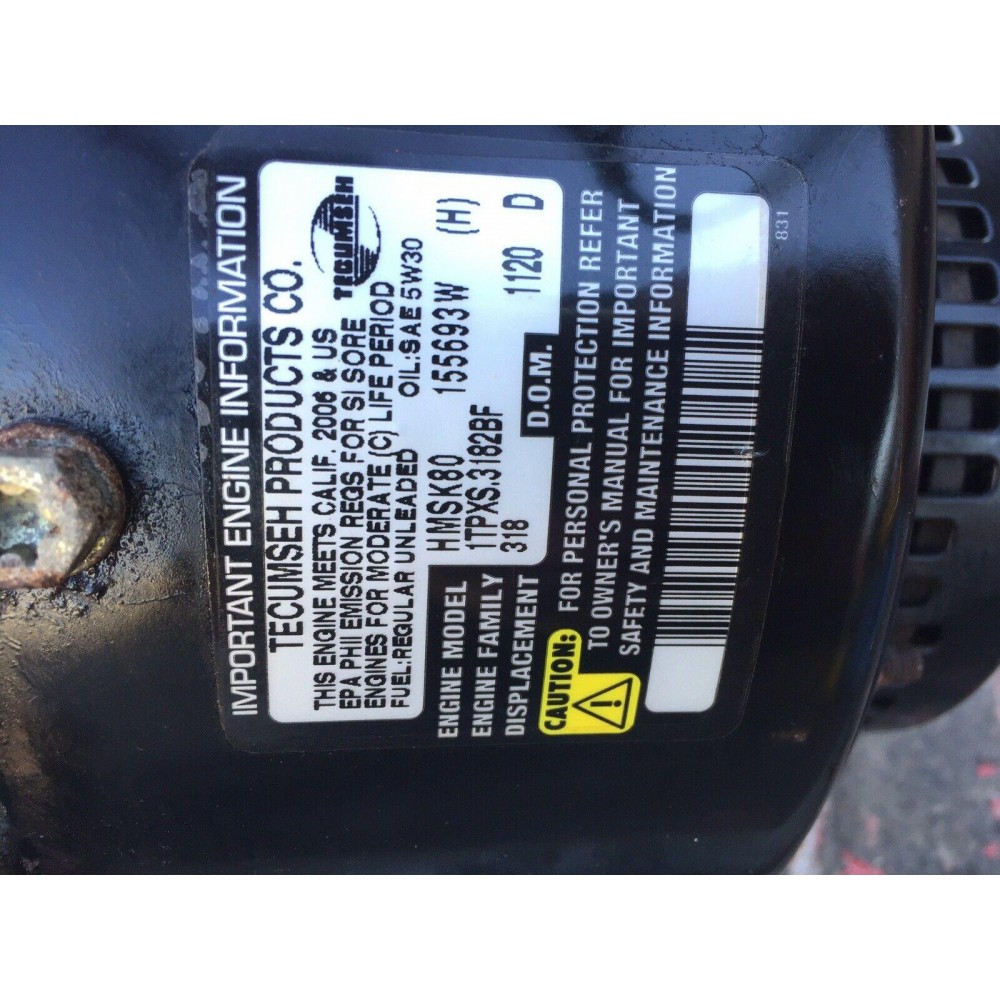 IMPORTANT ENGINE INFORMATION
TECUMSEH PRODUCTS CO.
THIS ENGINE MEETS CALIF. 2006 & US
EPA PHII EMISSION REGS FOR SI SORE
ENGINES FOR MODERATE (C) LIFE PERIOD
FUEL:REGULAR UNLEADED OIL:SAE 5W30
TECUMSEH
ENGINE MODEL HMSK80 155693W (H)
ENGINE FAMILY 1TPXS.3182BF
DISPLACEMENT 318 D.O.M. 1120 D
CAUTION:
FOR PERSONAL PROTECTION REFER
TO OWNER'S MANUAL FOR IMPORTANT
SAFETY AND MAINTENANCE INFORMATION
831